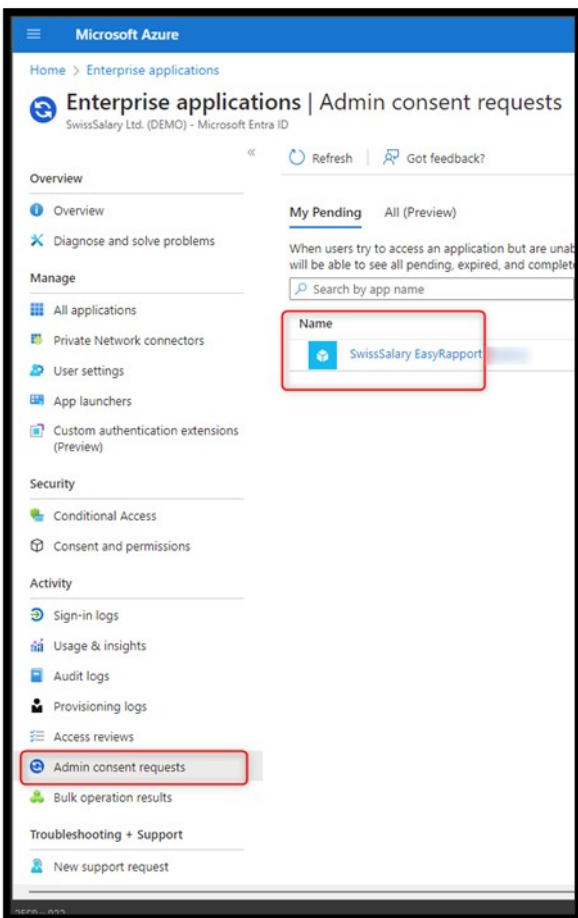 Microsoft Azure
Home > Enterprise applications
Enterprise applications | Admin consent requests
SwissSalary Ltd. (DEMO) - Microsoft Entra ID
Refresh
Got feedback?
Overview
Overview
Diagnose and solve problems
Manage
All applications
Private Network connectors
User settings
App launchers
Custom authentication extensions
(Preview)
Security
Conditional Access
Consent and permissions
Activity
Sign-in logs
Usage & insights
Audit logs
Provisioning logs
Access reviews
Admin consent requests
Bulk operation results
Troubleshooting + Support
New support request
My Pending
All (Preview)
When users try to access an application but are unab
will be able to see all pending, expired, and complete
Search by app name
Name
SwissSalary EasyRapport